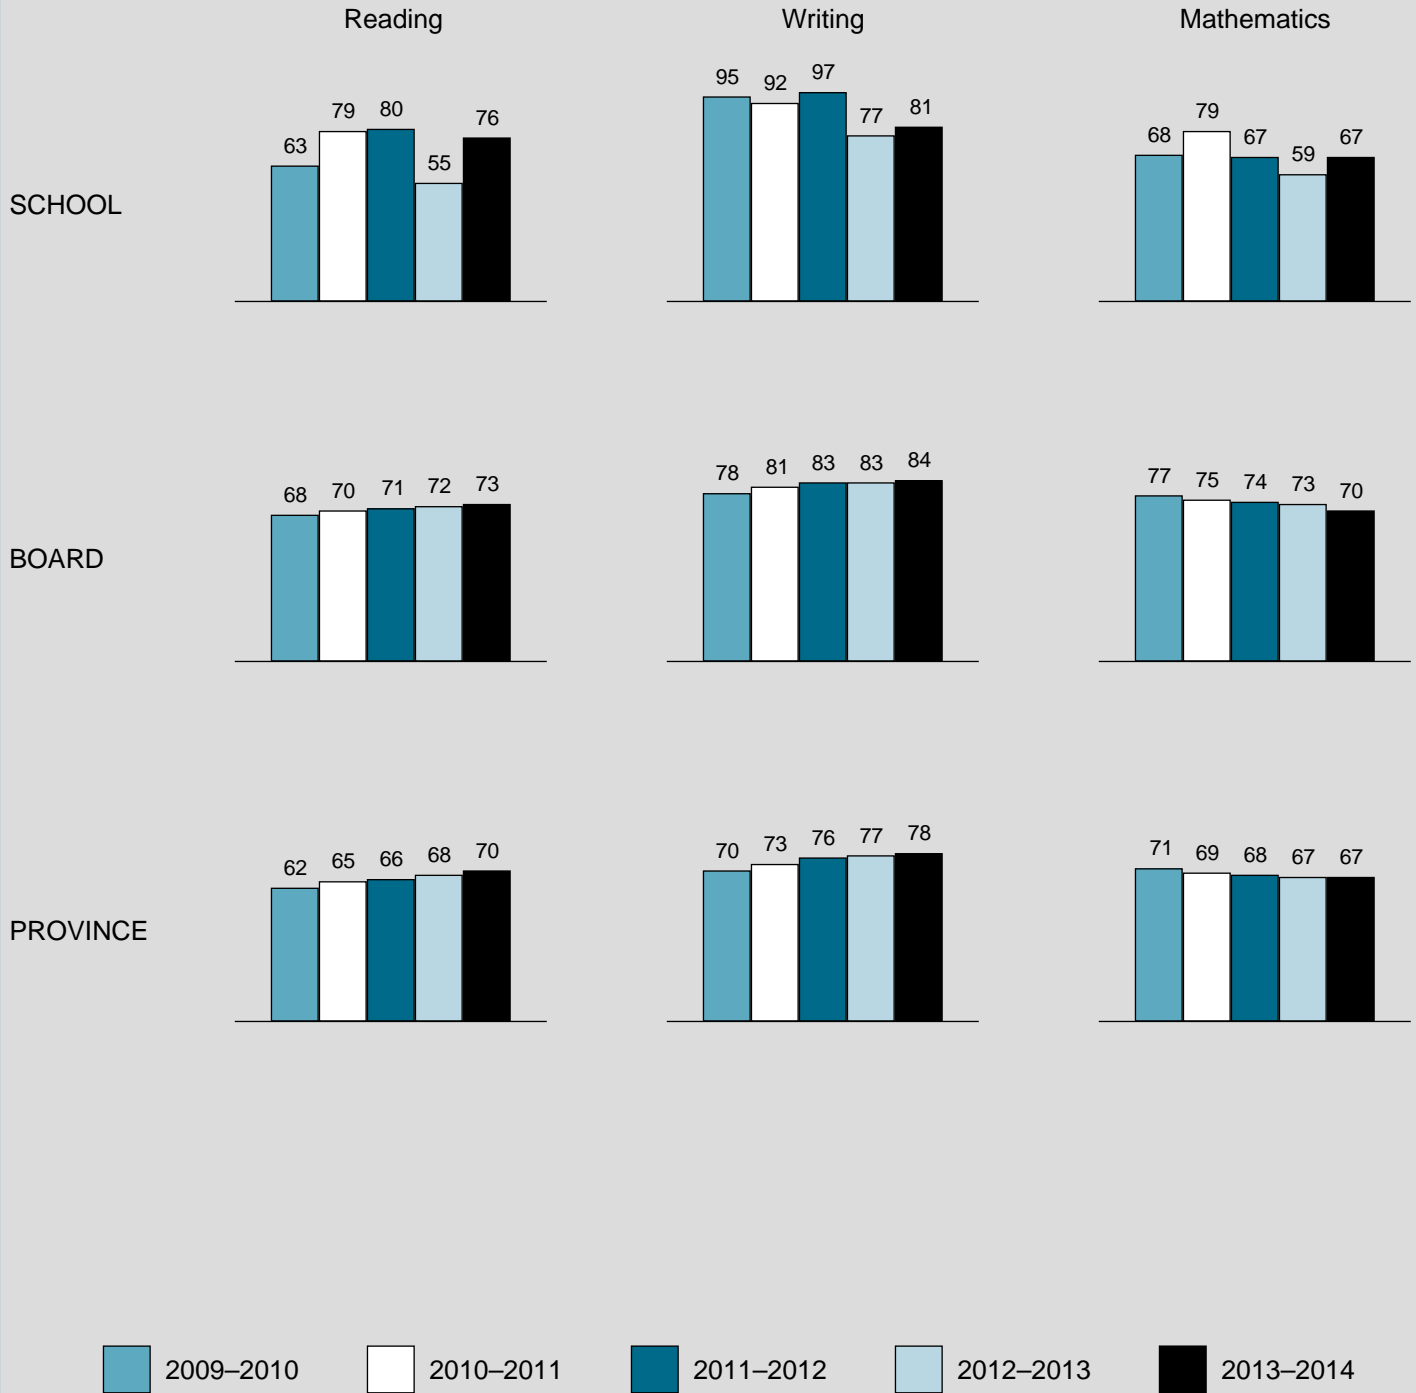 Reading Writing Mathematics
SCHOOL
63 79 80 55 76
95 92 97 77 81
68 79 67 59 67
BOARD
68 70 71 72 73
78 81 83 83 84
77 75 74 73 70
PROVINCE
62 65 66 68 70
70 73 76 77 78
71 69 68 67 67
2009–2010 2010–2011 2011–2012 2012–2013 2013–2014